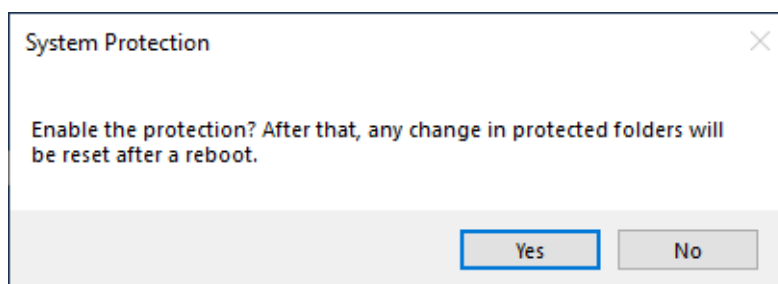 System Protection
Enable the protection? After that, any change in protected folders will
be reset after a reboot.
Yes
No